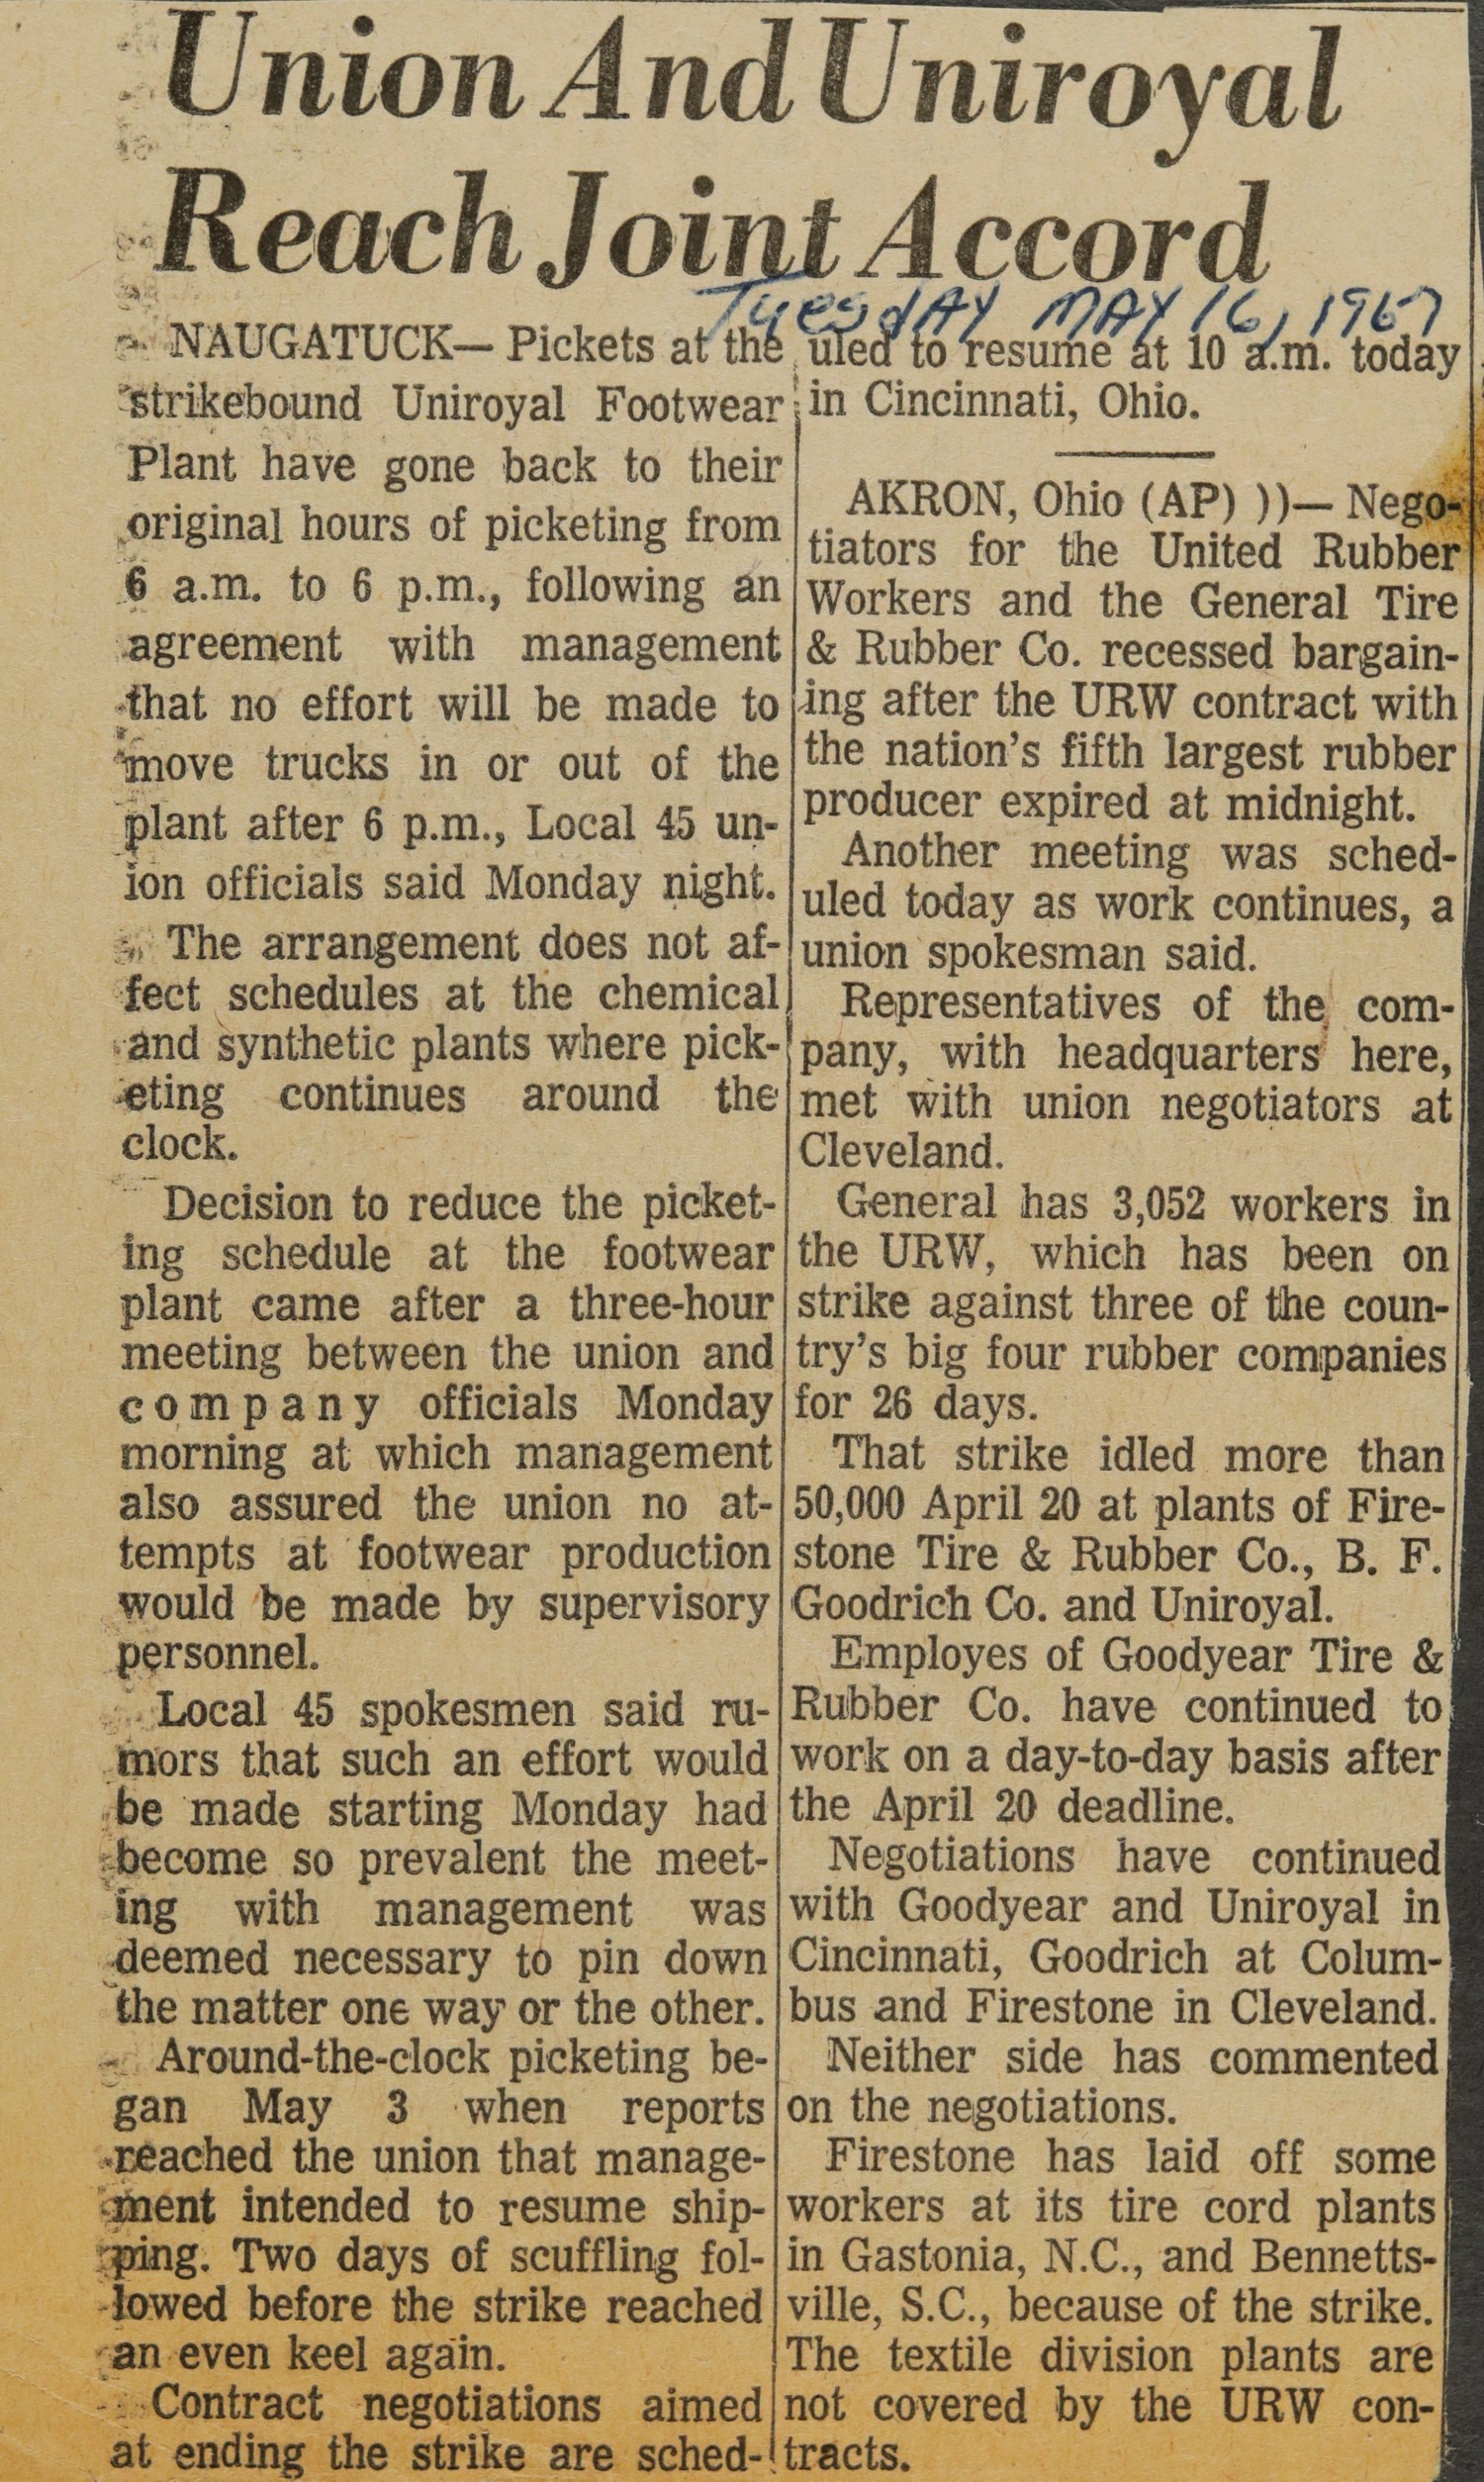 Union And Uniroyal
Reach Joint Accord
Tuesday MAY 16, 1967
NAUGATUCK— Pickets at the
strikebound Uniroyal Footwear
Plant have gone back to their
original hours of picketing from
6 a.m. to 6 p.m., following an
agreement with management
that no effort will be made to
move trucks in or out of the
plant after 6 p.m., Local 45 un-
ion officials said Monday night.
The arrangement does not af-
fect schedules at the chemical
and synthetic plants where pick-
eting continues around the
clock.
Decision to reduce the picket-
ing schedule at the footwear
plant came after a three-hour
meeting between the union and
company officials Monday
morning at which management
also assured the union no at-
tempts at footwear production
would be made by supervisory
personnel.
Local 45 spokesmen said ru-
mors that such an effort would
be made starting Monday had
become so prevalent the meet-
ing with management was
deemed necessary to pin down
the matter one way or the other.
Around-the-clock picketing be-
gan May 3 when reports
reached the union that manage-
ment intended to resume ship-
ping. Two days of scuffling fol-
lowed before the strike reached
an even keel again.
Contract negotiations aimed
at ending the strike are sched-
uled to resume at 10 a.m. today
in Cincinnati, Ohio.
AKRON, Ohio (AP) ))— Nego-
tiators for the United Rubber
Workers and the General Tire
& Rubber Co. recessed bargain-
ing after the URW contract with
the nation's fifth largest rubber
producer expired at midnight.
Another meeting was sched-
uled today as work continues, a
union spokesman said.
Representatives of the com-
pany, with headquarters here,
met with union negotiators at
Cleveland.
General has 3,052 workers in
the URW, which has been on
strike against three of the coun-
try's big four rubber companies
for 26 days.
That strike idled more than
50,000 April 20 at plants of Fire-
stone Tire & Rubber Co., B. F.
Goodrich Co. and Uniroyal.
Employes of Goodyear Tire &
Rubber Co. have continued to
work on a day-to-day basis after
the April 20 deadline.
Negotiations have continued
with Goodyear and Uniroyal in
Cincinnati, Goodrich at Colum-
bus and Firestone in Cleveland.
Neither side has commented
on the negotiations.
Firestone has laid off some
workers at its tire cord plants
in Gastonia, N.C., and Bennetts-
ville, S.C., because of the strike.
The textile division plants are
not covered by the URW con-
tracts.